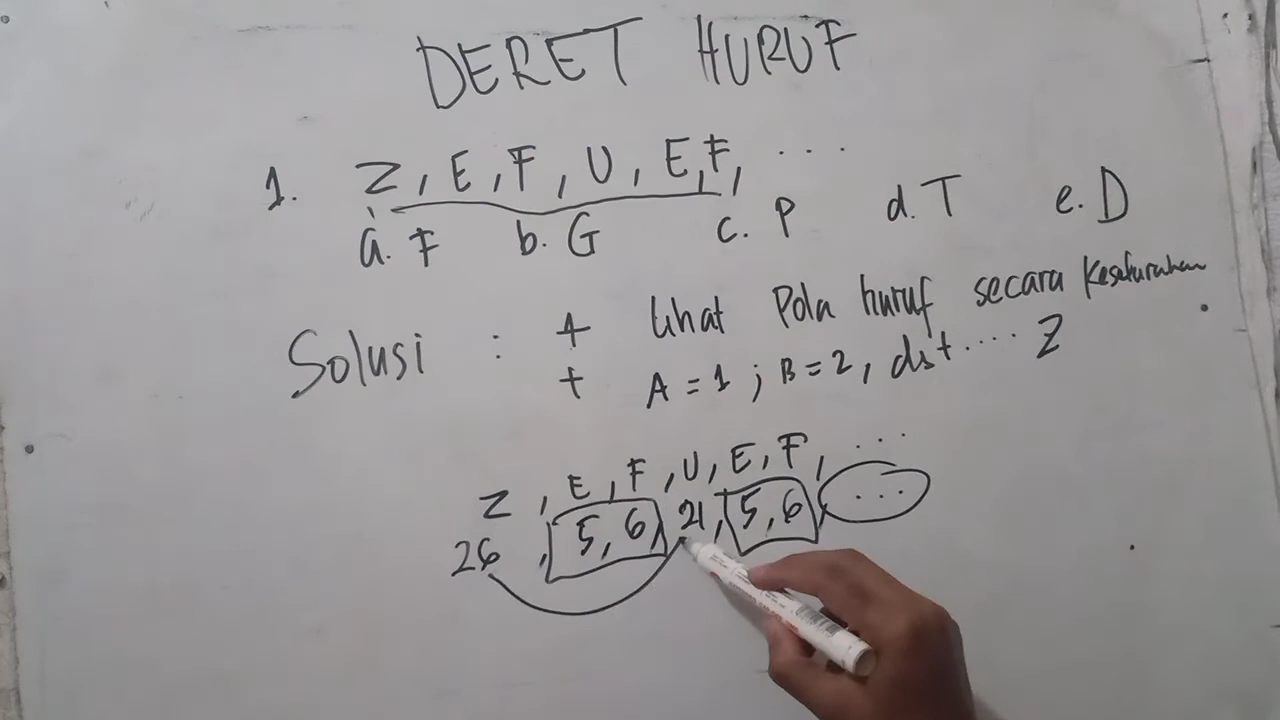 DERET HURUF
1. Z, E, F, U, E, F, ...
a. F b. G c. P d. T e. D
Solusi : + lihat Pola huruf secara Keseluruhan
+ A = 1 ; B = 2, dst .... Z
Z, E, F, U, E, F, ...
26, 5, 6, 21, 5, 6, ...